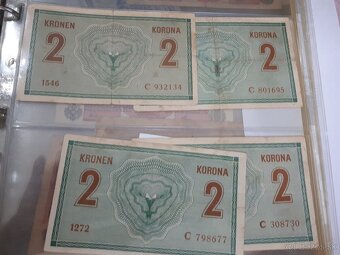 KRONEN KORONA
2 2
1546 C 932134
KORONA
2
C 801695
KRONEN KORONA
2 2
1272 C 798677
KORONA
2
C 308730